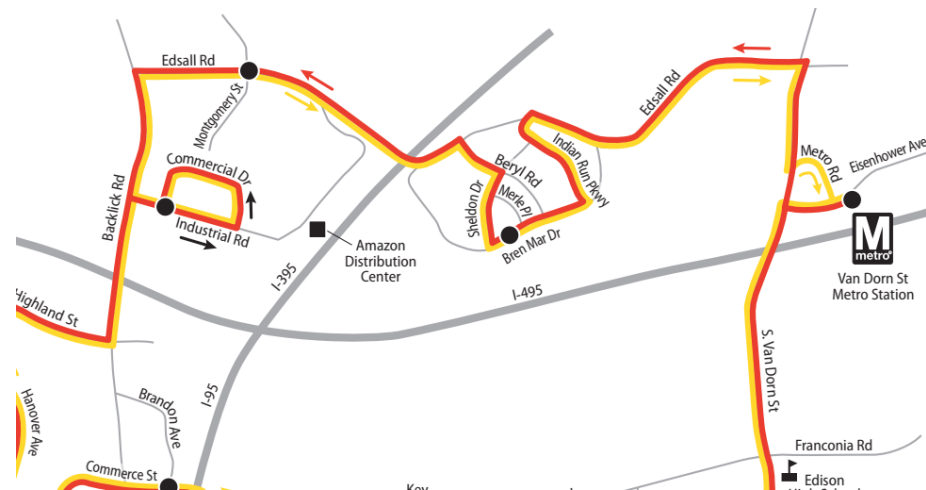 Edsall Rd
Montgomery St
Commercial Dr
Industrial Rd
Backlick Rd
Highland St
Hanover Ave
Brandon Ave
Commerce St
I-95
I-395
Amazon
Distribution
Center
Sheldon Dr
Beryl Rd
Merle Pl
Bren Mar Dr
Indian Run Pkwy
Edsall Rd
I-495
Metro Rd
Eisenhower Ave
M
metro®
Van Dorn St
Metro Station
S. Van Dorn St
Franconia Rd
Edison
Key